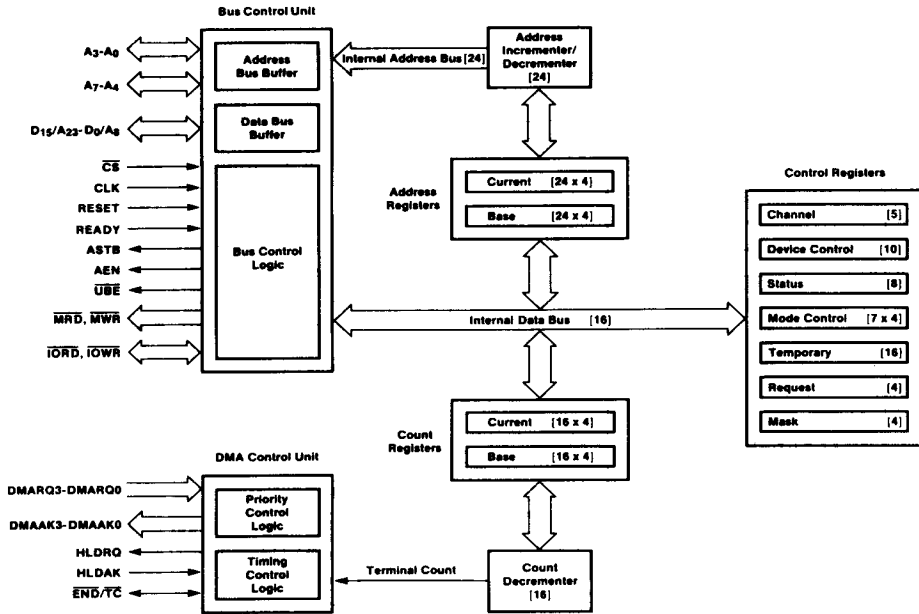 Bus Control Unit
A3-A0
A7-A4
D15/A23-D0/A8
CS
CLK
RESET
READY
ASTB
AEN
UBE
MRD, MWR
IORD, IOWR
Address
Bus Buffer
Data Bus
Buffer
Bus Control
Logic
Internal Address Bus [24]
Address
Incrementer/
Decrementer
[24]
Address
Registers
Current [24 x 4]
Base [24 x 4]
Internal Data Bus [16]
Control Registers
Channel [5]
Device Control [10]
Status [8]
Mode Control [7 x 4]
Temporary [16]
Request [4]
Mask [4]
Count
Registers
Current [16 x 4]
Base [16 x 4]
DMA Control Unit
DMARQ3-DMARQ0
DMAAK3-DMAAK0
HLDRQ
HLDAK
END/TC
Priority
Control
Logic
Timing
Control
Logic
Terminal Count
Count
Decrementer
[16]